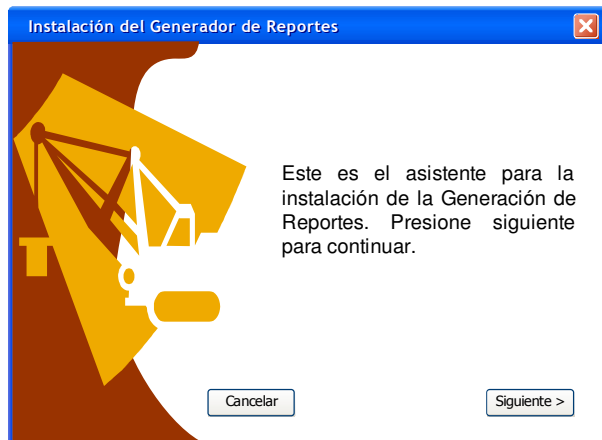 Instalación del Generador de Reportes
Este es el asistente para la
instalación de la Generación de
Reportes. Presione siguiente
para continuar.
Cancelar
Siguiente >